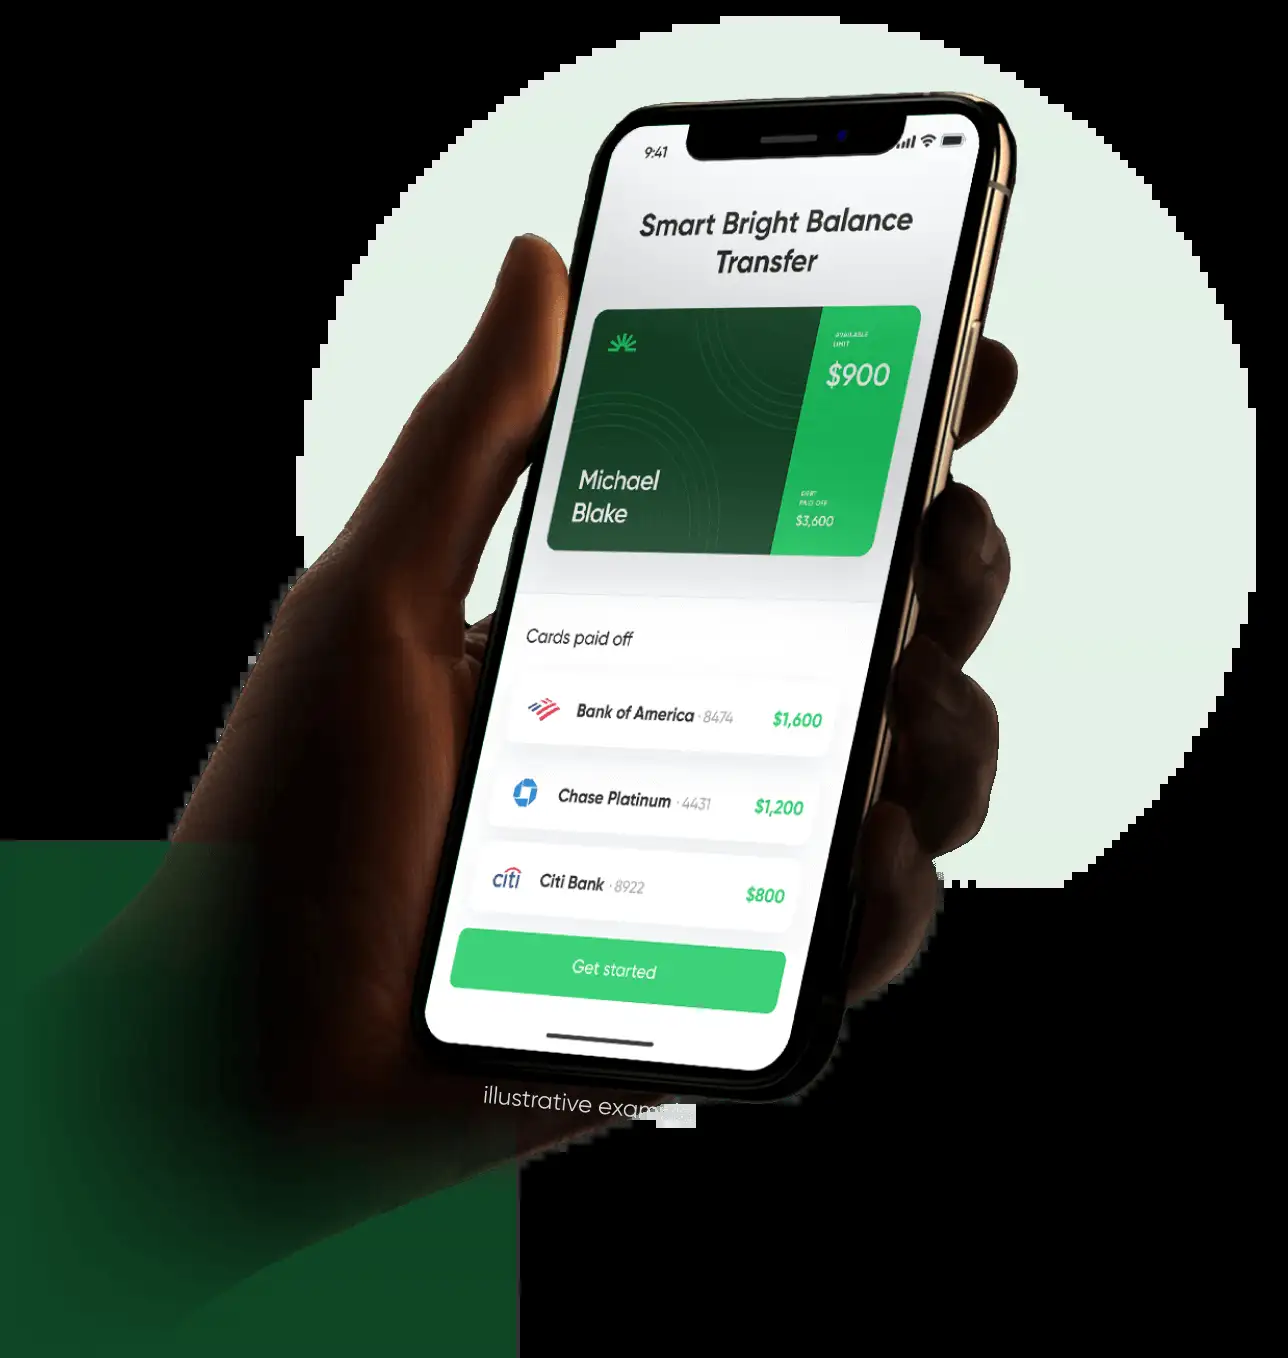 9:41
Smart Bright Balance
Transfer
AVAILABLE
LIMIT
$900
Michael
Blake
DEBT
PAID OFF
$3,600
Cards paid off
Bank of America · 8474
$1,600
Chase Platinum · 4431
$1,200
citi
Citi Bank · 8922
$800
Get started
illustrative